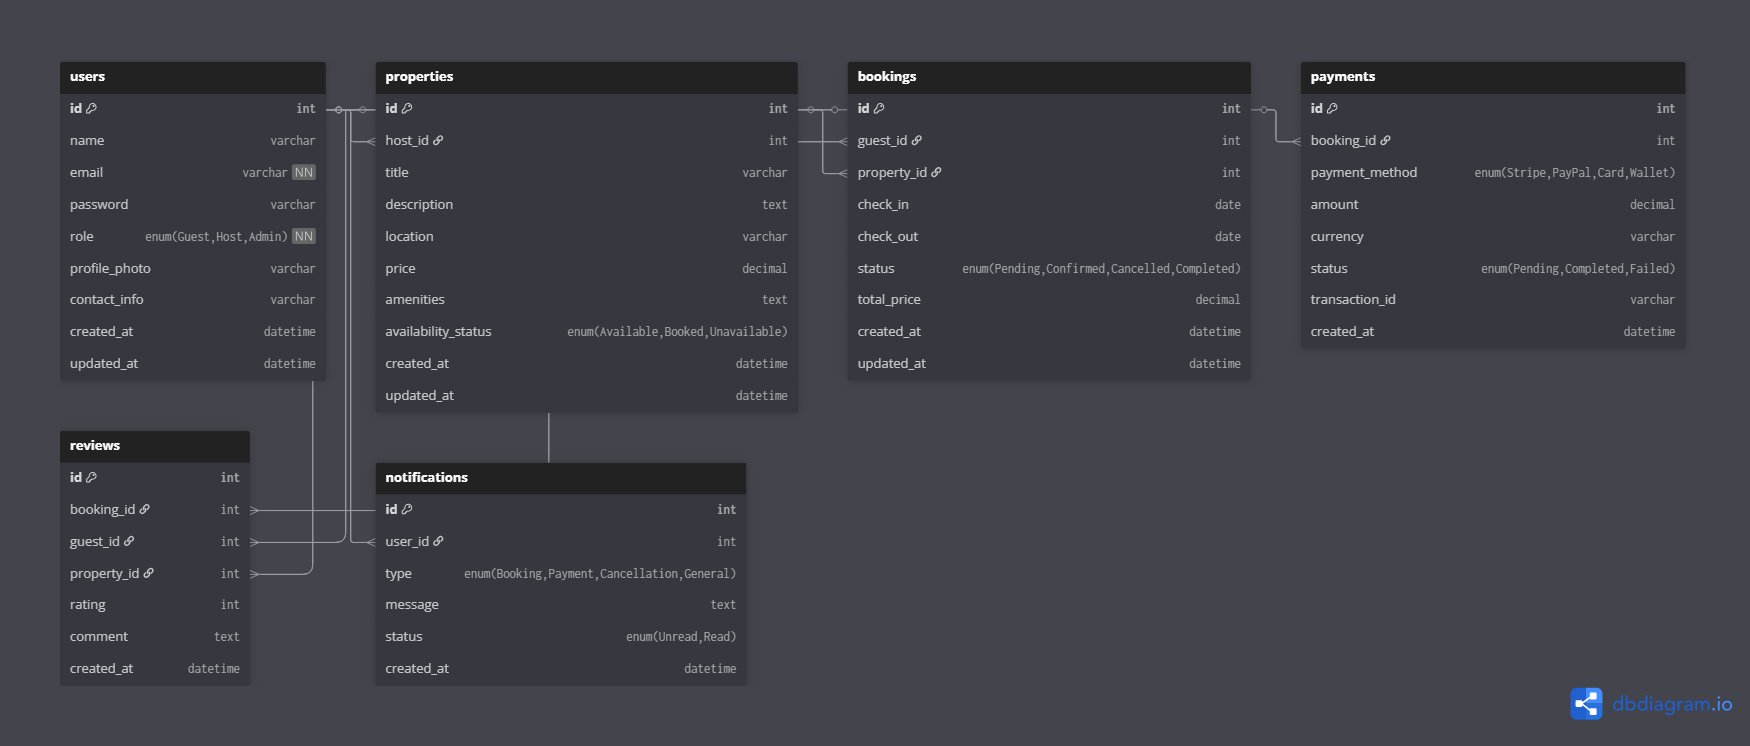 users
id int
name varchar
email varchar NN
password varchar
role enum(Guest,Host,Admin) NN
profile_photo varchar
contact_info varchar
created_at datetime
updated_at datetime
properties
id int
host_id int
title varchar
description text
location varchar
price decimal
amenities text
availability_status enum(Available,Booked,Unavailable)
created_at datetime
updated_at datetime
bookings
id int
guest_id int
property_id int
check_in date
check_out date
status enum(Pending,Confirmed,Cancelled,Completed)
total_price decimal
created_at datetime
updated_at datetime
payments
id int
booking_id int
payment_method enum(Stripe,PayPal,Card,Wallet)
amount decimal
currency varchar
status enum(Pending,Completed,Failed)
transaction_id varchar
created_at datetime
reviews
id int
booking_id int
guest_id int
property_id int
rating int
comment text
created_at datetime
notifications
id int
user_id int
type enum(Booking,Payment,Cancellation,General)
message text
status enum(Unread,Read)
created_at datetime
dbdiagram.io